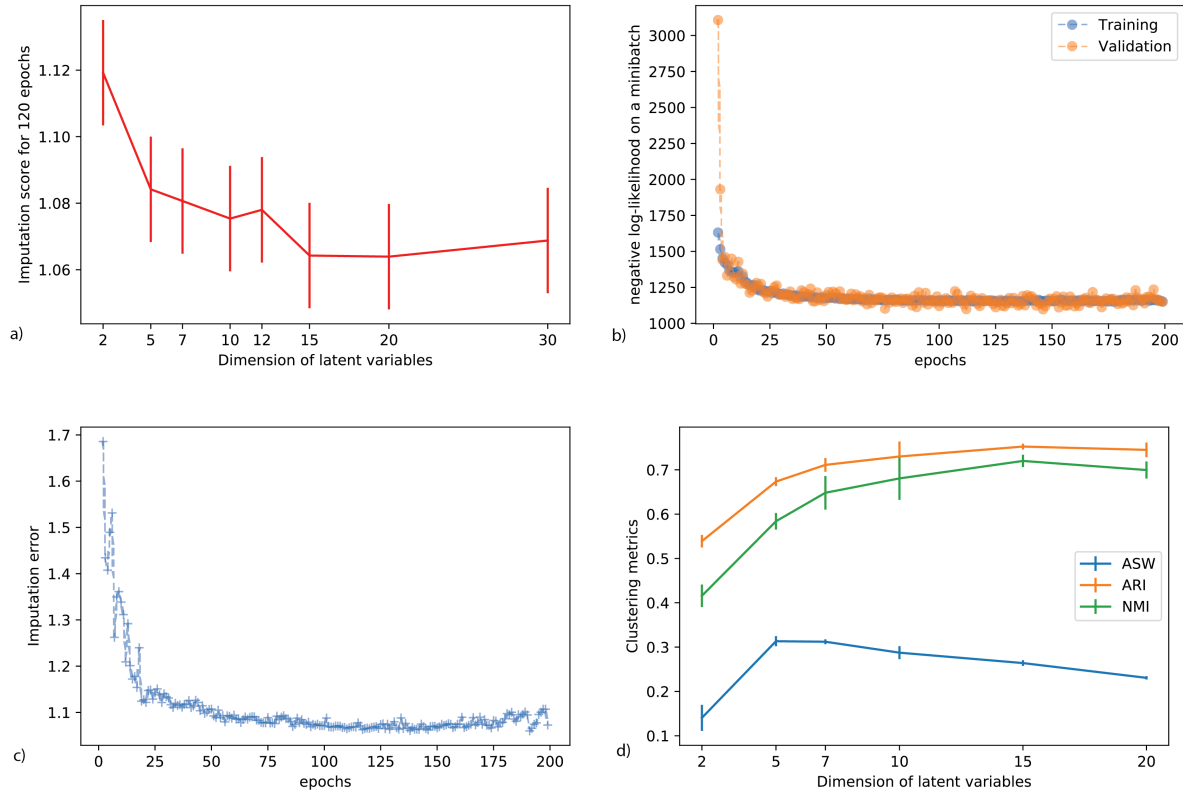 Imputation score for 120 epochs
1.12
1.10
1.08
1.06
2 5 7 10 12 15 20 30
Dimension of latent variables
a)
negative log-likelihood on a minibatch
3000
2750
2500
2250
2000
1750
1500
1250
1000
Training
Validation
0 25 50 75 100 125 150 175 200
epochs
b)
Imputation error
1.7
1.6
1.5
1.4
1.3
1.2
1.1
0 25 50 75 100 125 150 175 200
epochs
c)
Clustering metrics
0.7
0.6
0.5
0.4
0.3
0.2
0.1
ASW
ARI
NMI
2 5 7 10 15 20
Dimension of latent variables
d)